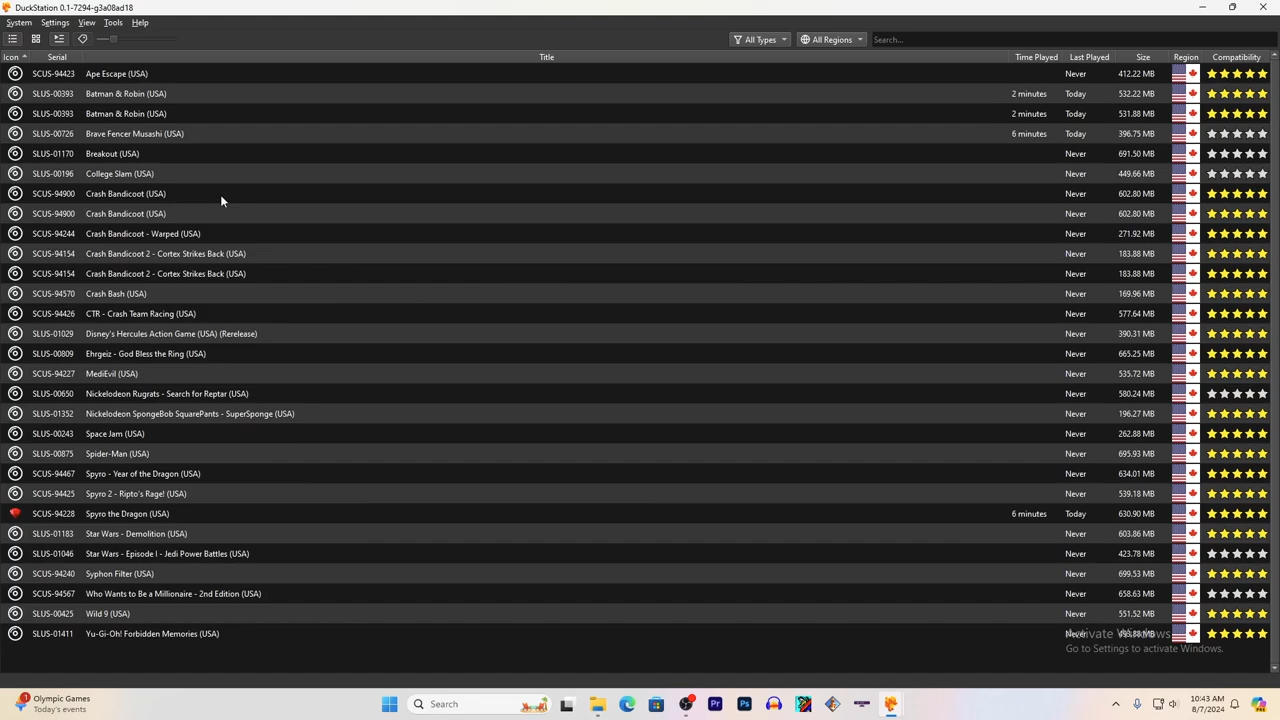 DuckStation 0.1-7294-g3a08ad18
System Settings View Tools Help
All Types All Regions Search...
Icon Serial Title Time Played Last Played Size Region Compatibility
SCUS-94423 Ape Escape (USA) Never 412.22 MB
SLUS-00393 Batman & Robin (USA) 2 minutes Today 532.22 MB
SLUS-00393 Batman & Robin (USA) 2 minutes Today 531.88 MB
SLUS-00726 Brave Fencer Musashi (USA) 6 minutes Today 396.75 MB
SLUS-01170 Breakout (USA) Never 691.50 MB
SLUS-00196 College Slam (USA) Never 449.66 MB
SCUS-94900 Crash Bandicoot (USA) Never 602.80 MB
SCUS-94900 Crash Bandicoot (USA) Never 602.80 MB
SCUS-94244 Crash Bandicoot - Warped (USA) Never 271.92 MB
SCUS-94154 Crash Bandicoot 2 - Cortex Strikes Back (USA) Never 183.88 MB
SCUS-94154 Crash Bandicoot 2 - Cortex Strikes Back (USA) Never 183.88 MB
SCUS-94570 Crash Bash (USA) Never 169.96 MB
SCUS-94426 CTR - Crash Team Racing (USA) Never 577.64 MB
SLUS-01029 Disney's Hercules Action Game (USA) (Rerelease) Never 390.31 MB
SLUS-00809 Ehrgeiz - God Bless the Ring (USA) Never 665.25 MB
SCUS-94227 MediEvil (USA) Never 535.72 MB
SLUS-00650 Nickelodeon Rugrats - Search for Reptar (USA) Never 580.24 MB
SLUS-01352 Nickelodeon SpongeBob SquarePants - SuperSponge (USA) Never 196.27 MB
SLUS-00243 Space Jam (USA) Never 262.88 MB
SLUS-00875 Spider-Man (USA) Never 695.93 MB
SCUS-94467 Spyro - Year of the Dragon (USA) Never 634.01 MB
SCUS-94425 Spyro 2 - Ripto's Rage! (USA) Never 539.18 MB
SCUS-94228 Spyro the Dragon (USA) 6 minutes Today 630.90 MB
SLUS-01183 Star Wars - Demolition (USA) Never 603.86 MB
SLUS-01046 Star Wars - Episode I - Jedi Power Battles (USA) Never 423.78 MB
SCUS-94240 Syphon Filter (USA) Never 699.53 MB
SCUS-94567 Who Wants to Be a Millionaire - 2nd Edition (USA) Never 658.63 MB
SLUS-00425 Wild 9 (USA) Never 551.52 MB
SLUS-01411 Yu-Gi-Oh! Forbidden Memories (USA) Never
Activate Windows
Go to Settings to activate Windows.
1 Olympic Games
Today's events
Search
Pr Ps
10:43 AM
8/7/2024